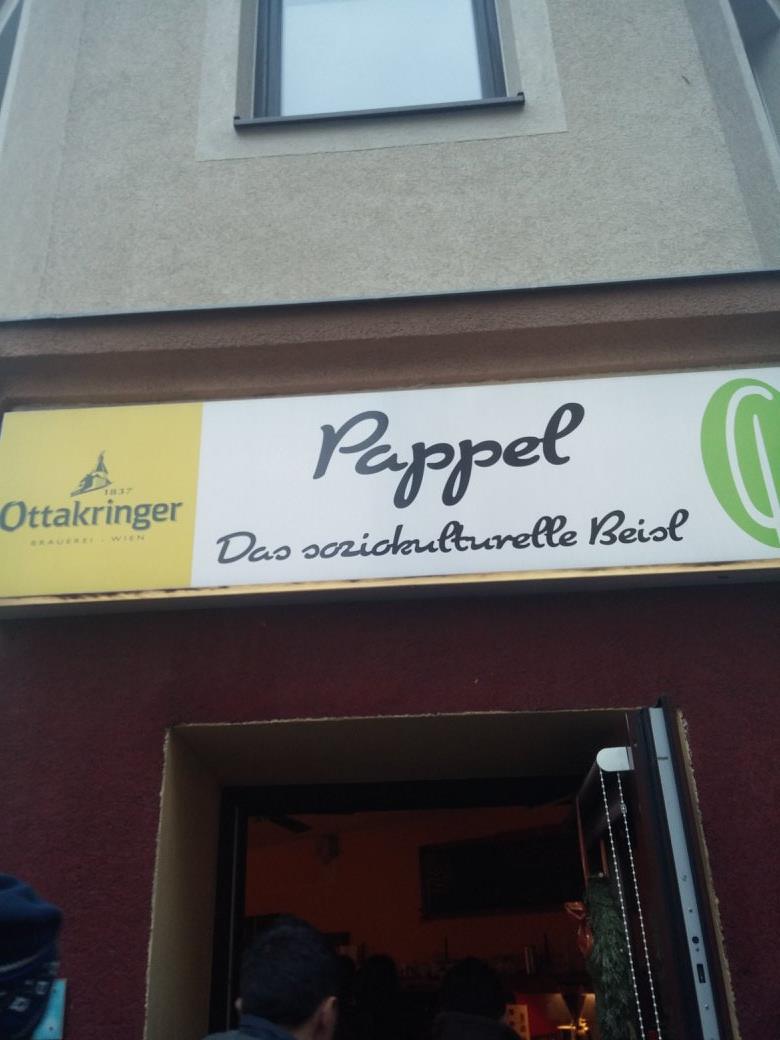 1837
Ottakringer
BRAUEREI - WIEN
Pappel
Das soziokulturelle Beisl